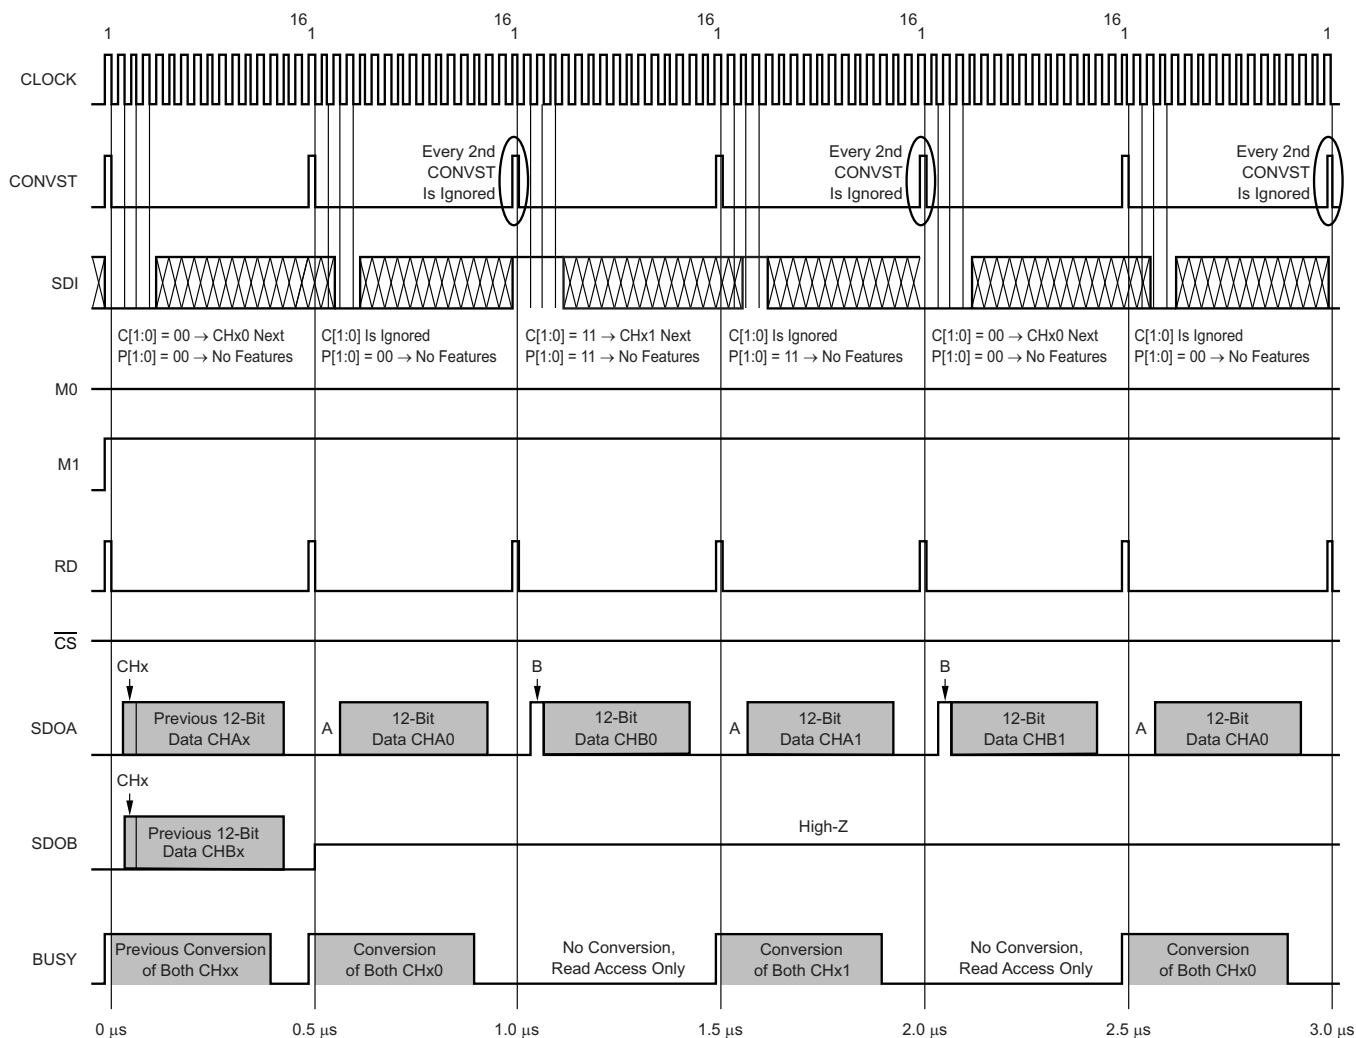 16 16 16 16 16
1 1 1 1 1 1 1
CLOCK
CONVST
Every 2nd
CONVST
Is Ignored
Every 2nd
CONVST
Is Ignored
Every 2nd
CONVST
Is Ignored
SDI
C[1:0] = 00 → CHx0 Next
P[1:0] = 00 → No Features
C[1:0] Is Ignored
P[1:0] = 00 → No Features
C[1:0] = 11 → CHx1 Next
P[1:0] = 11 → No Features
C[1:0] Is Ignored
P[1:0] = 11 → No Features
C[1:0] = 00 → CHx0 Next
P[1:0] = 00 → No Features
C[1:0] Is Ignored
P[1:0] = 00 → No Features
M0
M1
RD
CS
CHx
B
B
SDOA
Previous 12-Bit
Data CHAx
A
12-Bit
Data CHA0
12-Bit
Data CHB0
A
12-Bit
Data CHA1
12-Bit
Data CHB1
A
12-Bit
Data CHA0
CHx
SDOB
Previous 12-Bit
Data CHBx
High-Z
BUSY
Previous Conversion
of Both CHxx
Conversion
of Both CHx0
No Conversion,
Read Access Only
Conversion
of Both CHx1
No Conversion,
Read Access Only
Conversion
of Both CHx0
0 µs 0.5 µs 1.0 µs 1.5 µs 2.0 µs 2.5 µs 3.0 µs